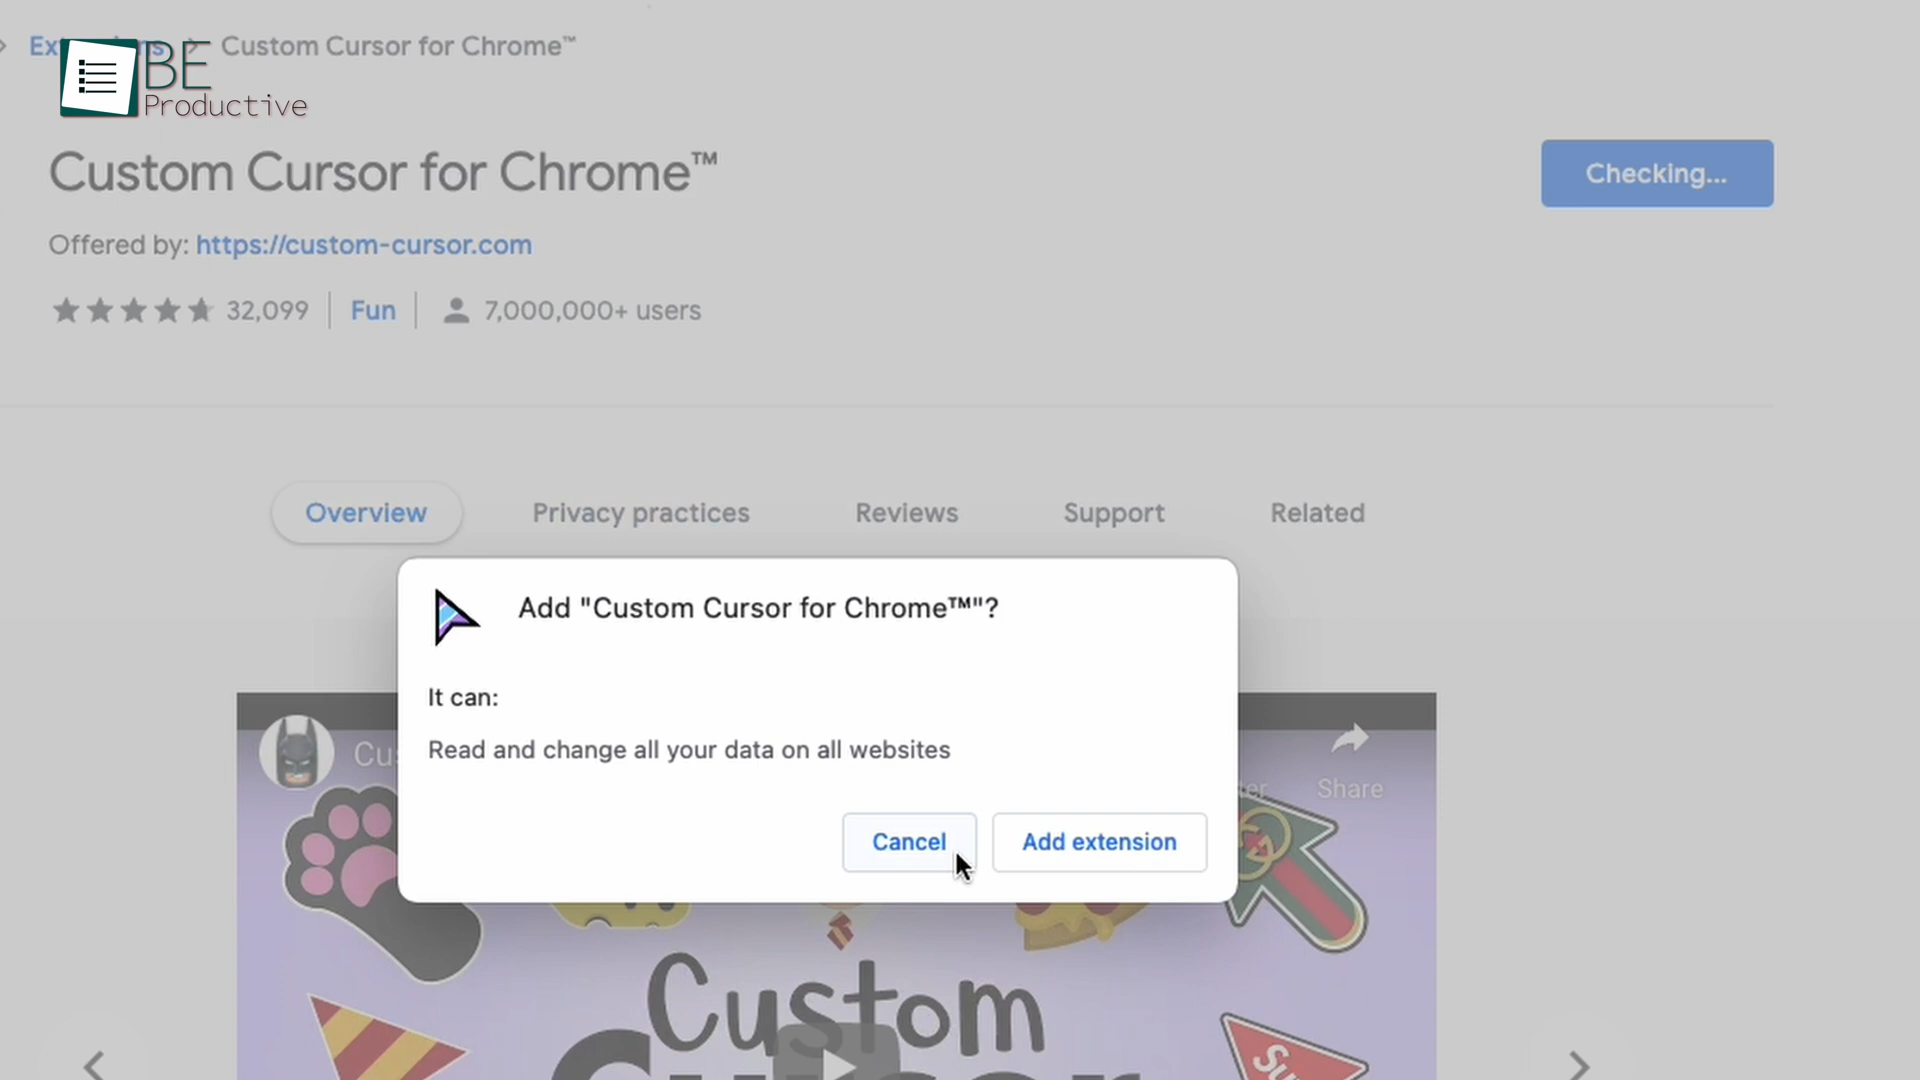 Custom Cursor for Chrome™
BE
Productive
Custom Cursor for Chrome™
Checking...
Offered by: https://custom-cursor.com
32,099
Fun
7,000,000+ users
Overview
Privacy practices
Reviews
Support
Related
Add "Custom Cursor for Chrome™"?
It can:
Read and change all your data on all websites
Share
Cancel
Add extension
Custom